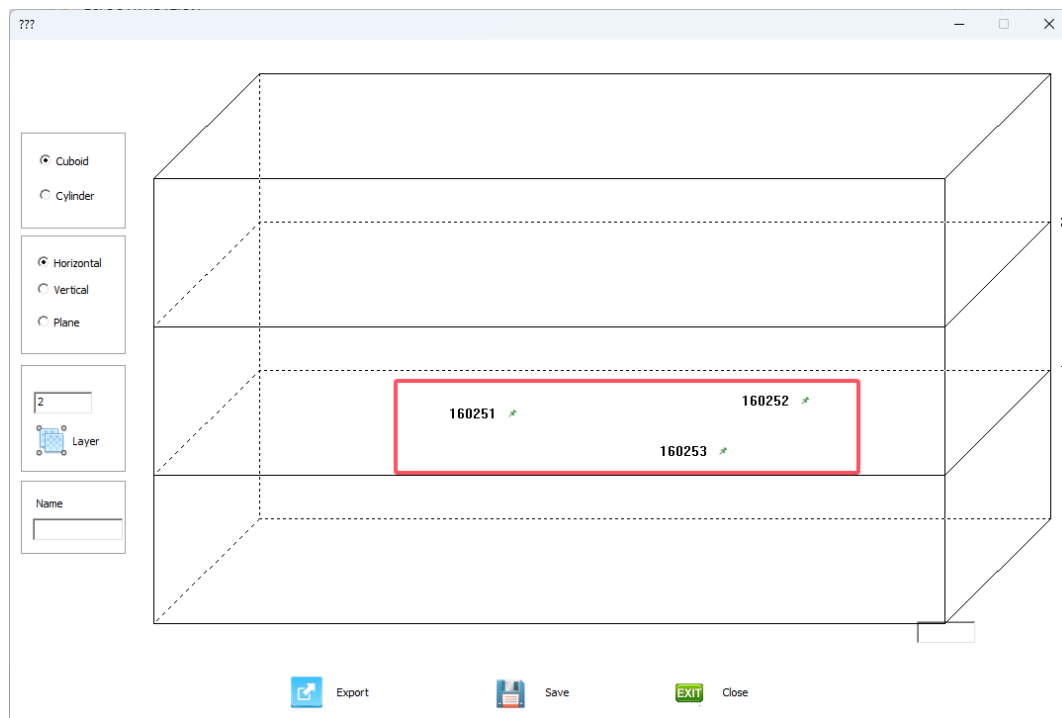 ???
Cuboid
Cylinder
Horizontal
Vertical
Plane
2
Layer
Name
160251
160252
160253
Export
Save
EXIT
Close